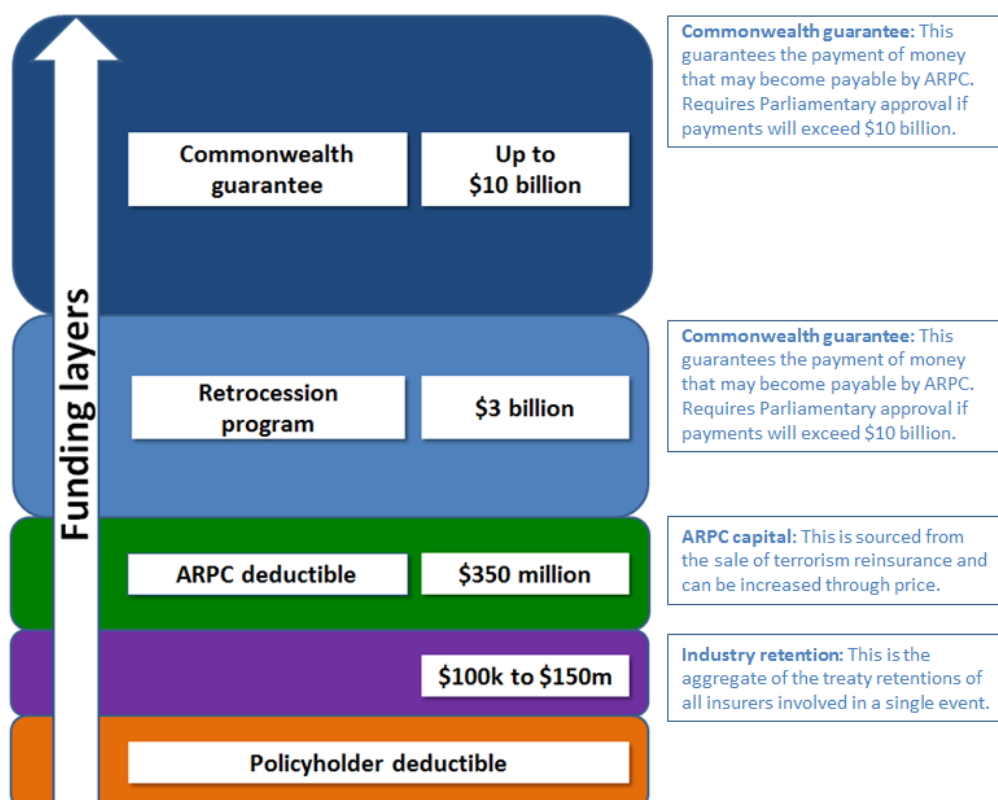 Commonwealth guarantee: This
guarantees the payment of money
that may become payable by ARPC.
Requires Parliamentary approval if
payments will exceed $10 billion.
Commonwealth
guarantee
Up to
$10 billion
Funding layers
Commonwealth guarantee: This
guarantees the payment of money
that may become payable by ARPC.
Requires Parliamentary approval if
payments will exceed $10 billion.
Retrocession
program
$3 billion
ARPC capital: This is sourced from
the sale of terrorism reinsurance and
can be increased through price.
ARPC deductible
$350 million
Industry retention: This is the
aggregate of the treaty retentions of
all insurers involved in a single event.
$100k to $150m
Policyholder deductible